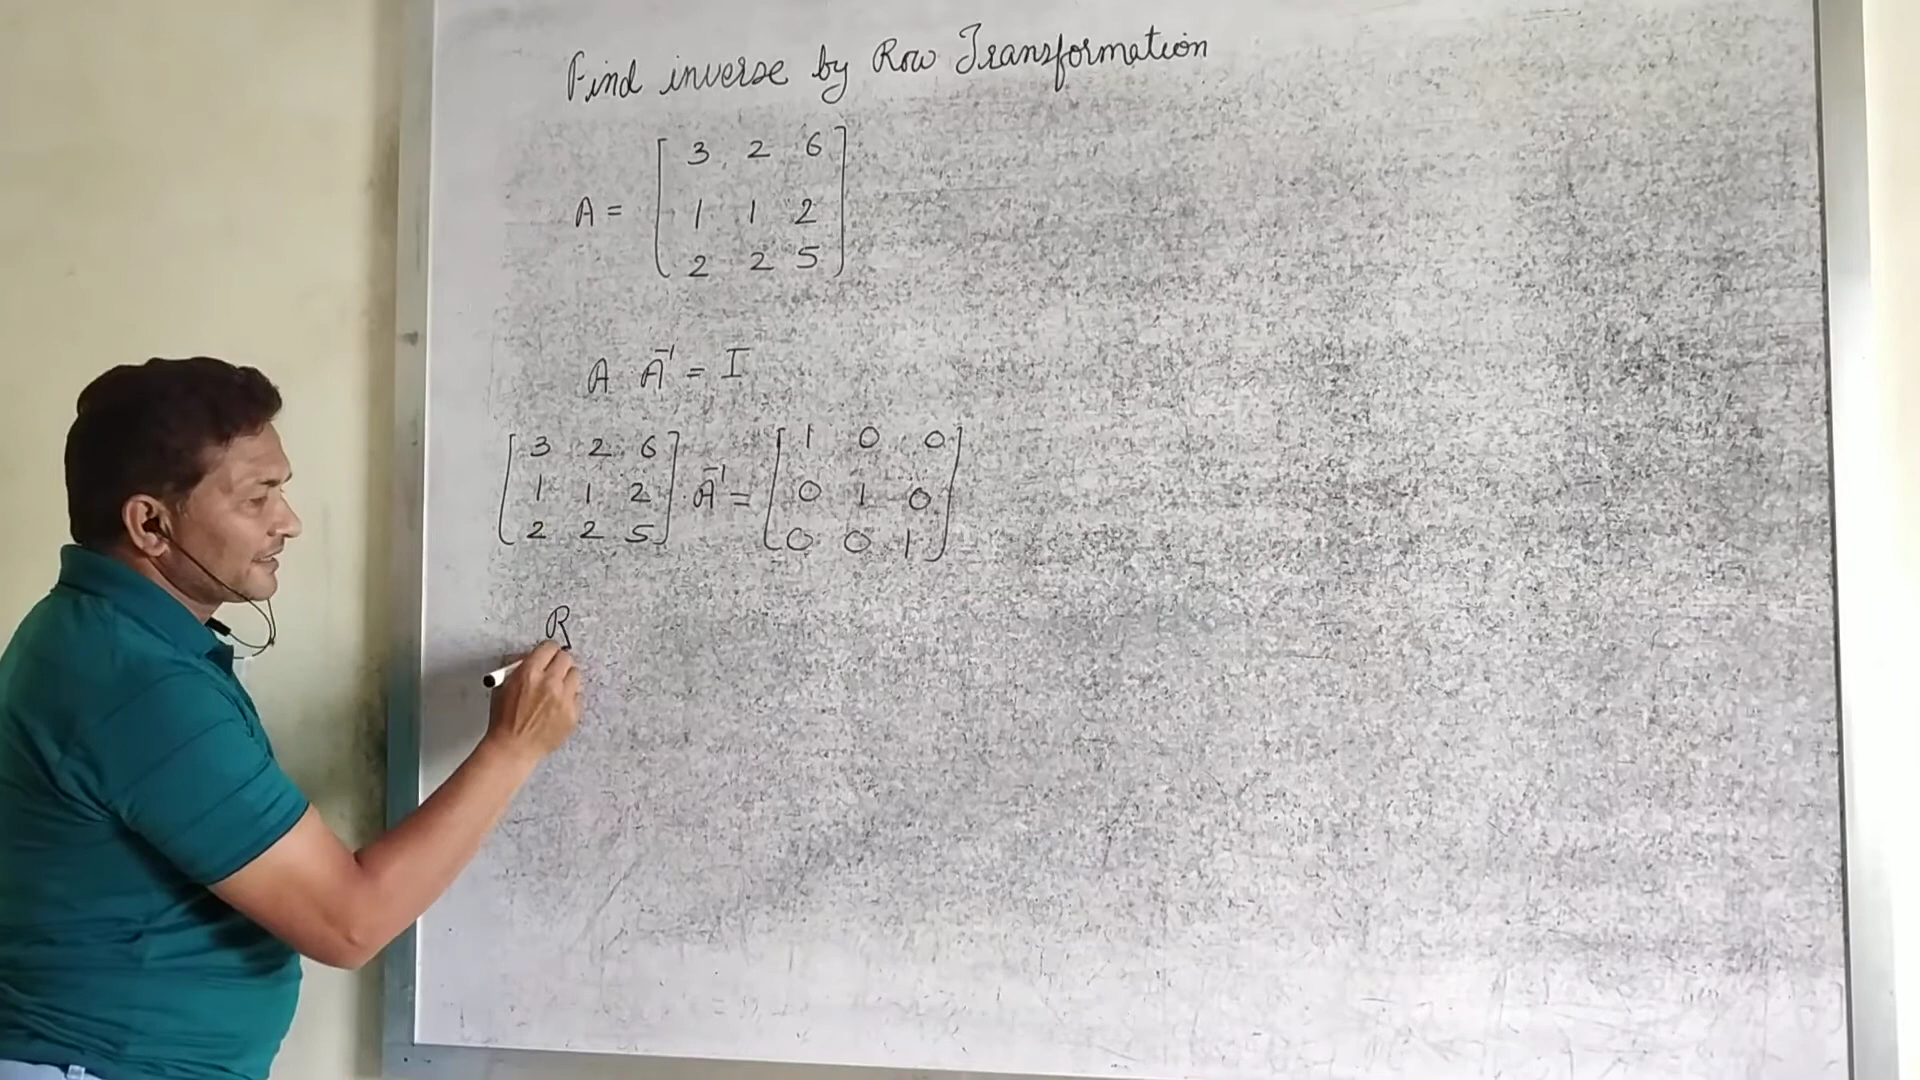 Find inverse by Row Transformation
A = [ 3 2 6
1 1 2
2 2 5 ]
A A⁻¹ = I
[ 3 2 6
1 1 2
2 2 5 ] · A⁻¹ = [ 1 0 0
0 1 0
0 0 1 ]
R